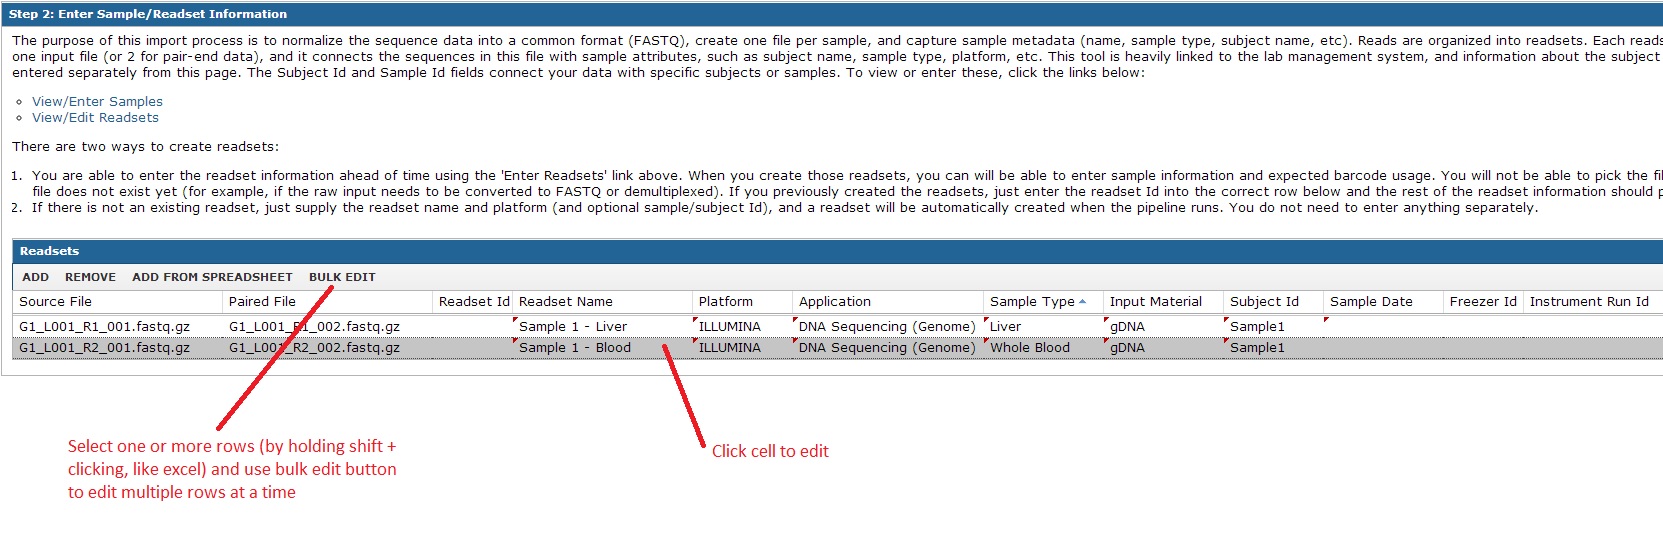 Step 2: Enter Sample/Readset Information
The purpose of this import process is to normalize the sequence data into a common format (FASTQ), create one file per sample, and capture sample metadata (name, sample type, subject name, etc). Reads are organized into readsets. Each reads
one input file (or 2 for pair-end data), and it connects the sequences in this file with sample attributes, such as subject name, sample type, platform, etc. This tool is heavily linked to the lab management system, and information about the subject
entered separately from this page. The Subject Id and Sample Id fields connect your data with specific subjects or samples. To view or enter these, click the links below:
View/Enter Samples
View/Edit Readsets
There are two ways to create readsets:
1. You are able to enter the readset information ahead of time using the 'Enter Readsets' link above. When you create those readsets, you can will be able to enter sample information and expected barcode usage. You will not be able to pick the fil
file does not exist yet (for example, if the raw input needs to be converted to FASTQ or demultiplexed). If you previously created the readsets, just enter the readset Id into the correct row below and the rest of the readset information should p
2. If there is not an existing readset, just supply the readset name and platform (and optional sample/subject Id), and a readset will be automatically created when the pipeline runs. You do not need to enter anything separately.
Readsets
ADD REMOVE ADD FROM SPREADSHEET BULK EDIT
Source File Paired File Readset Id Readset Name Platform Application Sample Type Input Material Subject Id Sample Date Freezer Id Instrument Run Id
G1_L001_R1_001.fastq.gz G1_L001_R1_002.fastq.gz Sample 1 - Liver ILLUMINA DNA Sequencing (Genome) Liver gDNA Sample1
G1_L001_R2_001.fastq.gz G1_L001_R2_002.fastq.gz Sample 1 - Blood ILLUMINA DNA Sequencing (Genome) Whole Blood gDNA Sample1
Select one or more rows (by holding shift +
clicking, like excel) and use bulk edit button
to edit multiple rows at a time
Click cell to edit